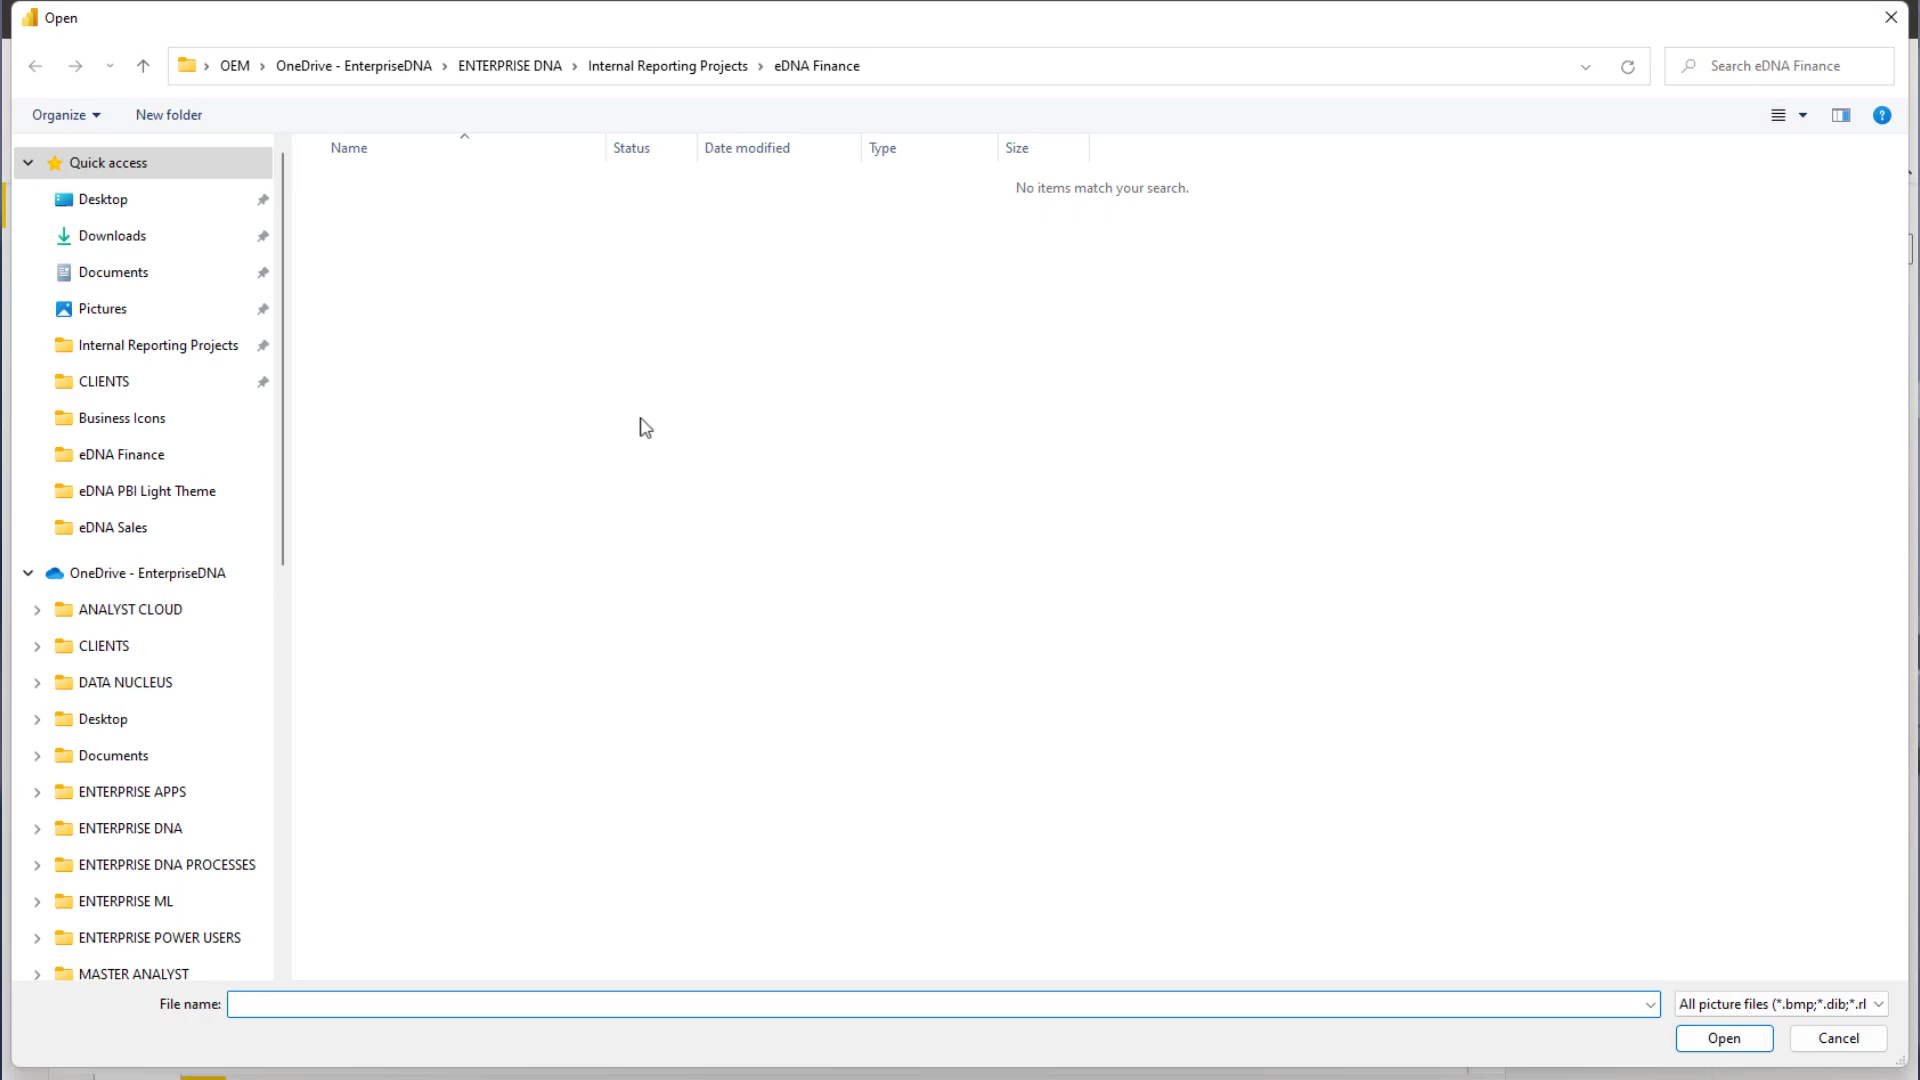 Open
OEM
OneDrive - EnterpriseDNA
ENTERPRISE DNA
Internal Reporting Projects
eDNA Finance
Search eDNA Finance
Organize
New folder
Name
Status
Date modified
Type
Size
No items match your search.
Quick access
Desktop
Downloads
Documents
Pictures
Internal Reporting Projects
CLIENTS
Business Icons
eDNA Finance
eDNA PBI Light Theme
eDNA Sales
OneDrive - EnterpriseDNA
ANALYST CLOUD
CLIENTS
DATA NUCLEUS
Desktop
Documents
ENTERPRISE APPS
ENTERPRISE DNA
ENTERPRISE DNA PROCESSES
ENTERPRISE ML
ENTERPRISE POWER USERS
MASTER ANALYST
File name:
All picture files (*.bmp;*.dib;*.rl
Open
Cancel